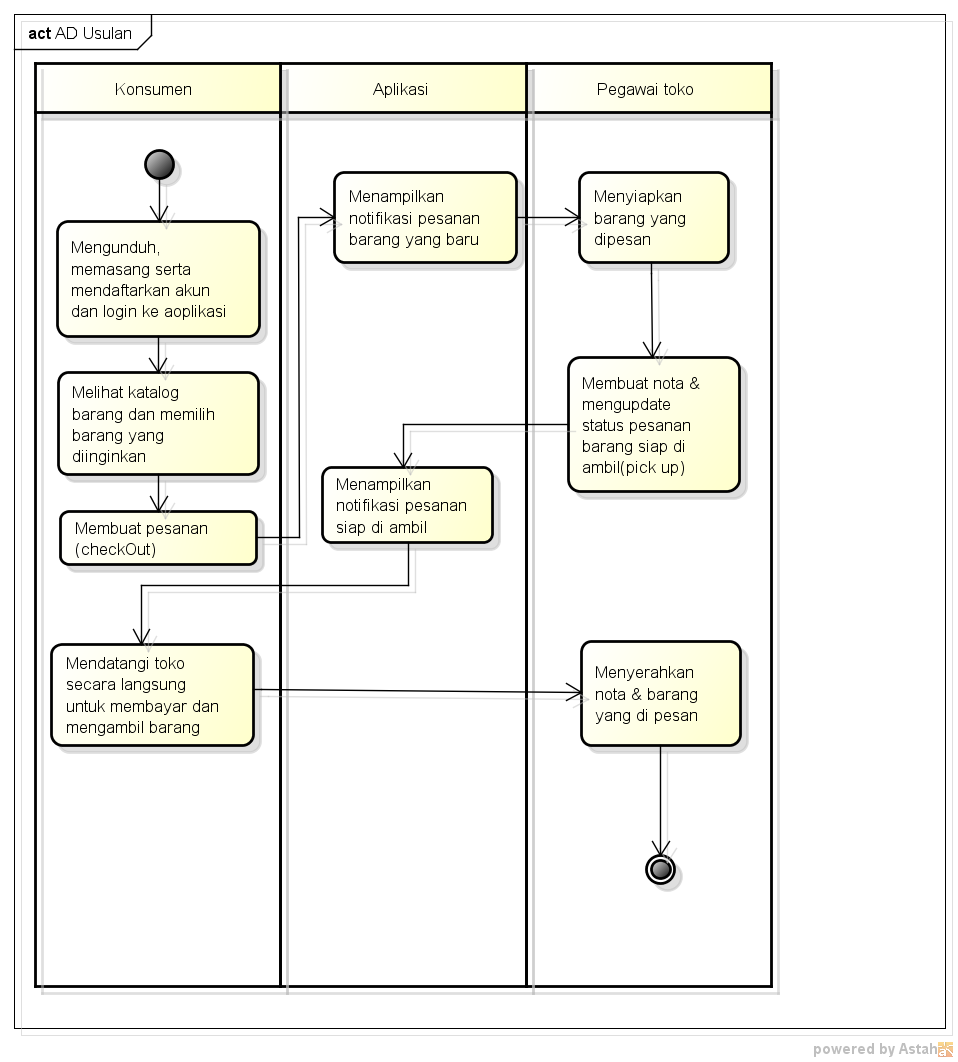 act AD Usulan
Konsumen
Aplikasi
Pegawai toko
Mengunduh,
memasang serta
mendaftarkan akun
dan login ke aoplikasi
Melihat katalog
barang dan memilih
barang yang
diinginkan
Membuat pesanan
(checkOut)
Menampilkan
notifikasi pesanan
barang yang baru
Menyiapkan
barang yang
dipesan
Membuat nota &
mengupdate
status pesanan
barang siap di
ambil(pick up)
Menampilkan
notifikasi pesanan
siap di ambil
Mendatangi toko
secara langsung
untuk membayar dan
mengambil barang
Menyerahkan
nota & barang
yang di pesan
powered by Astah